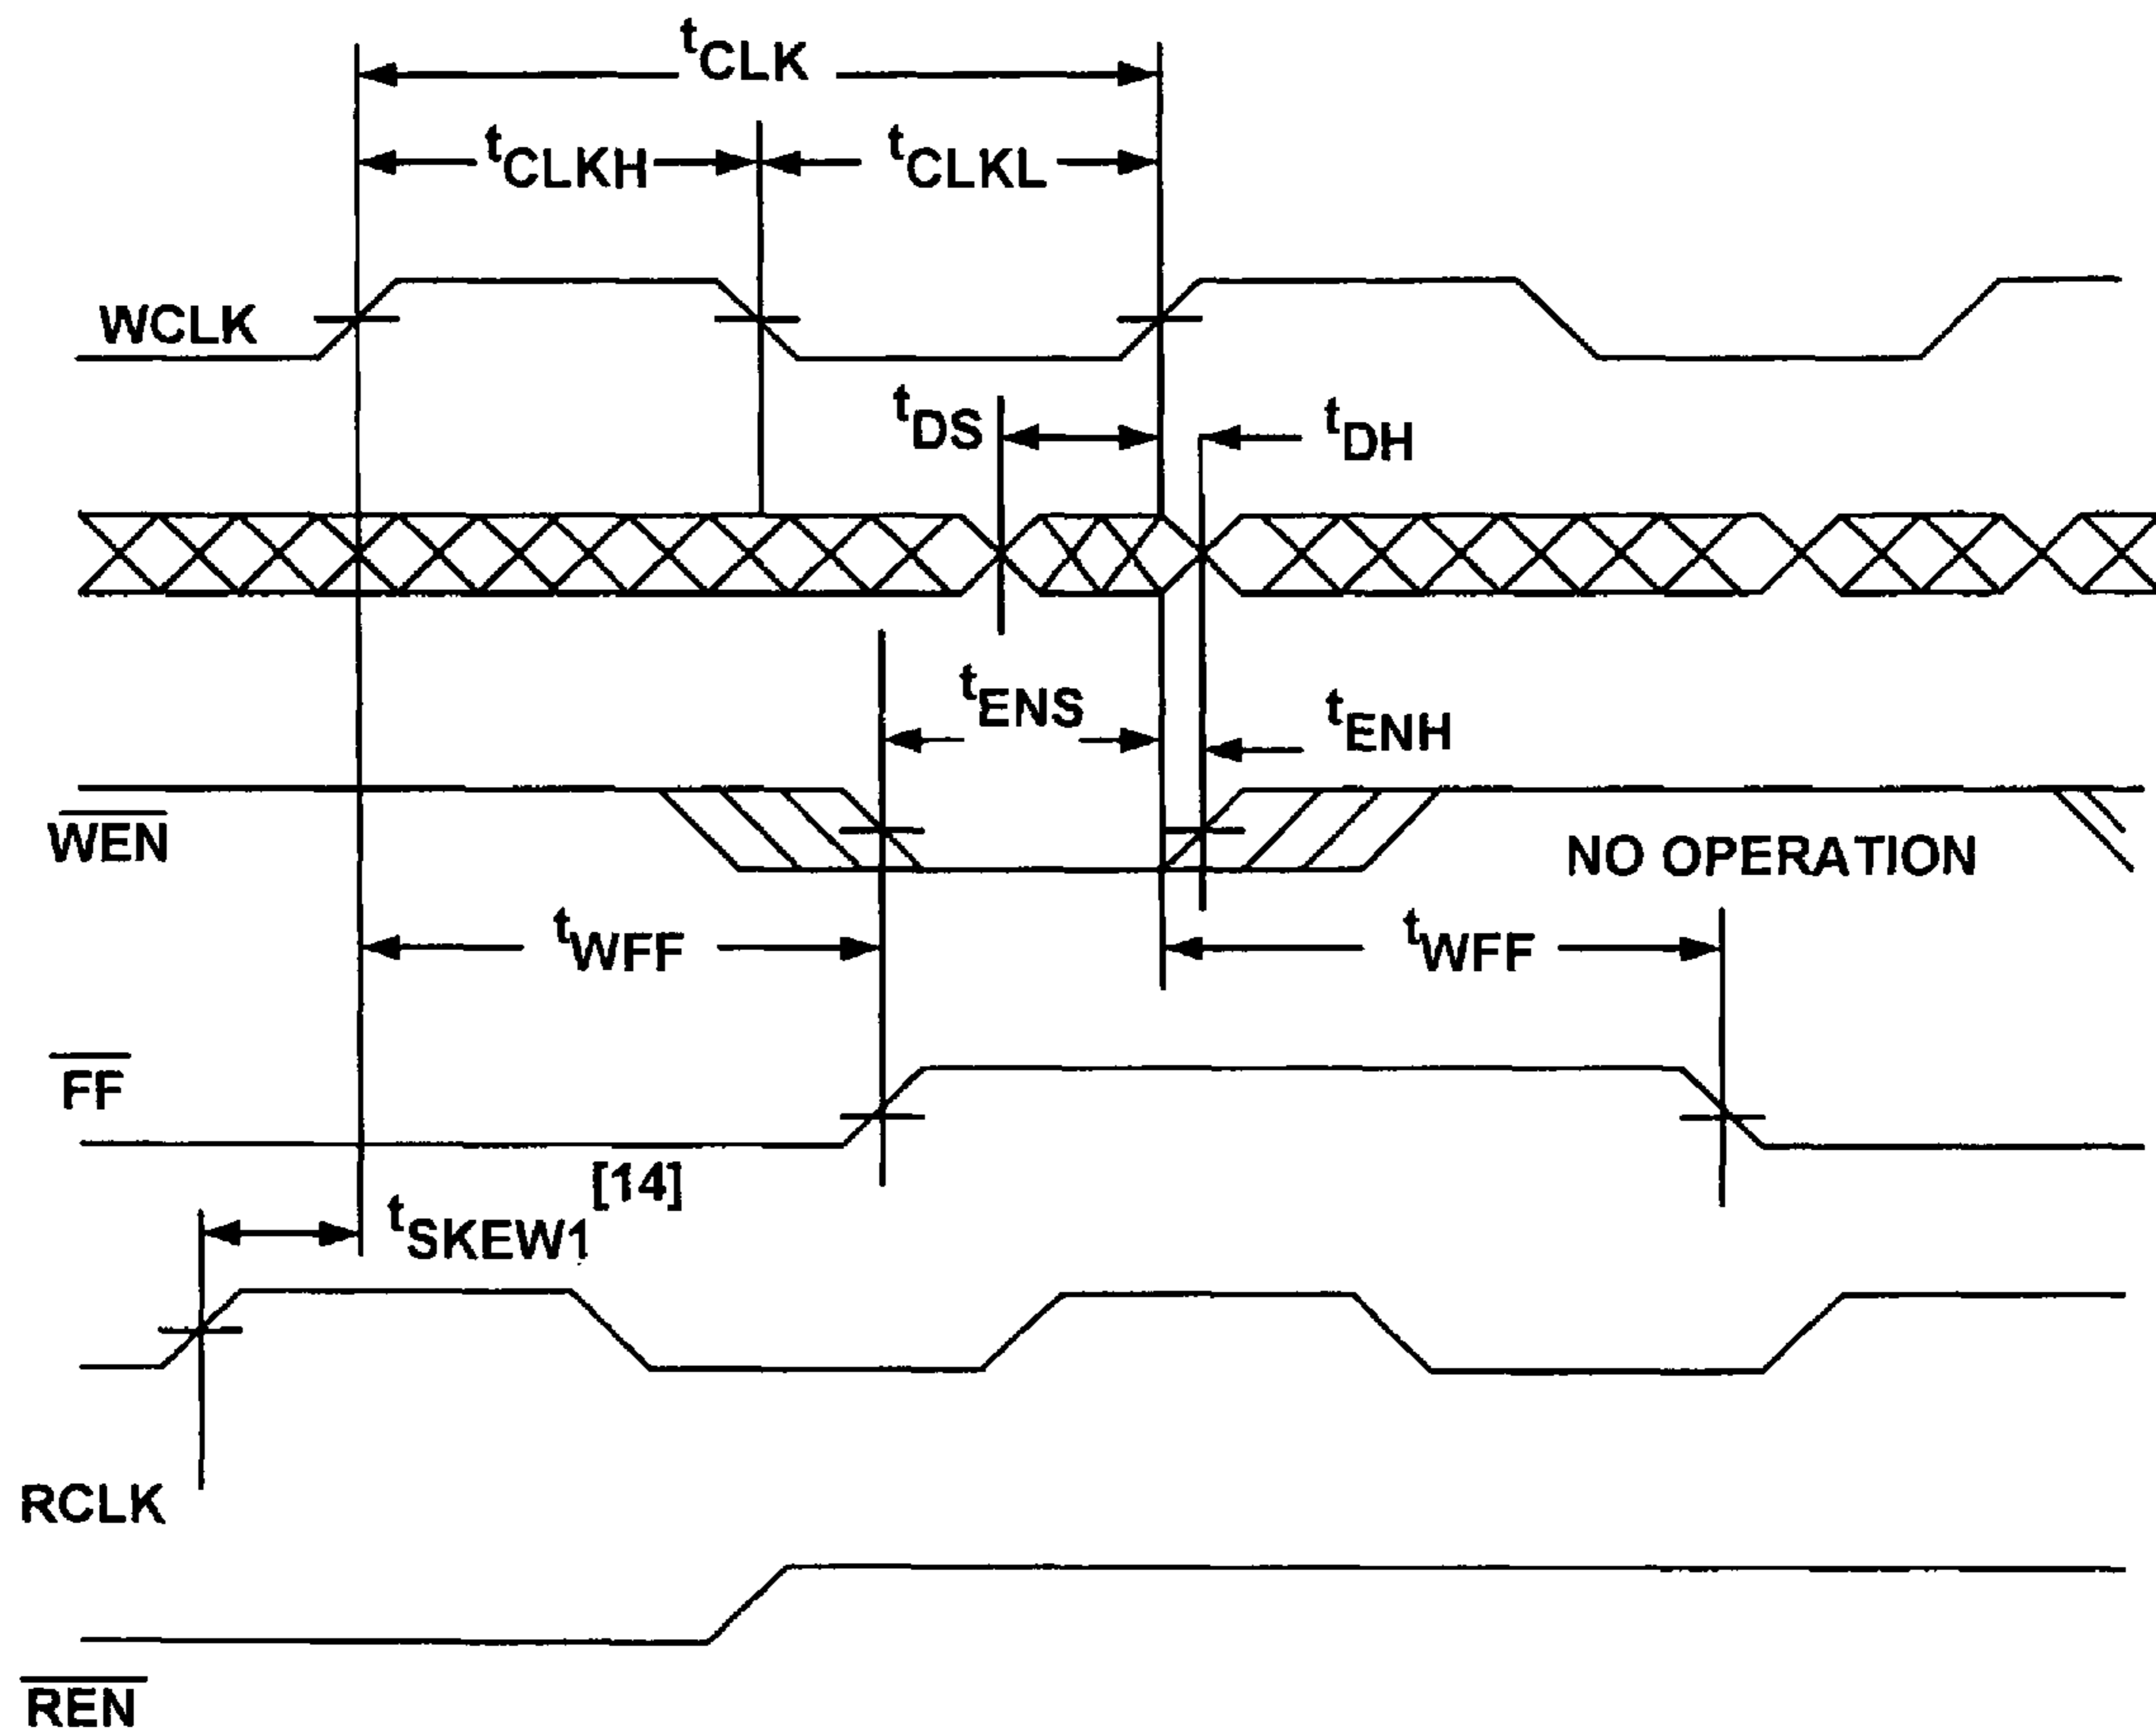 tCLK
tCLKH
tCLKL
WCLK
tDS
tDH
tENS
tENH
WEN
NO OPERATION
tWFF
tWFF
FF
tSKEW1[14]
RCLK
REN